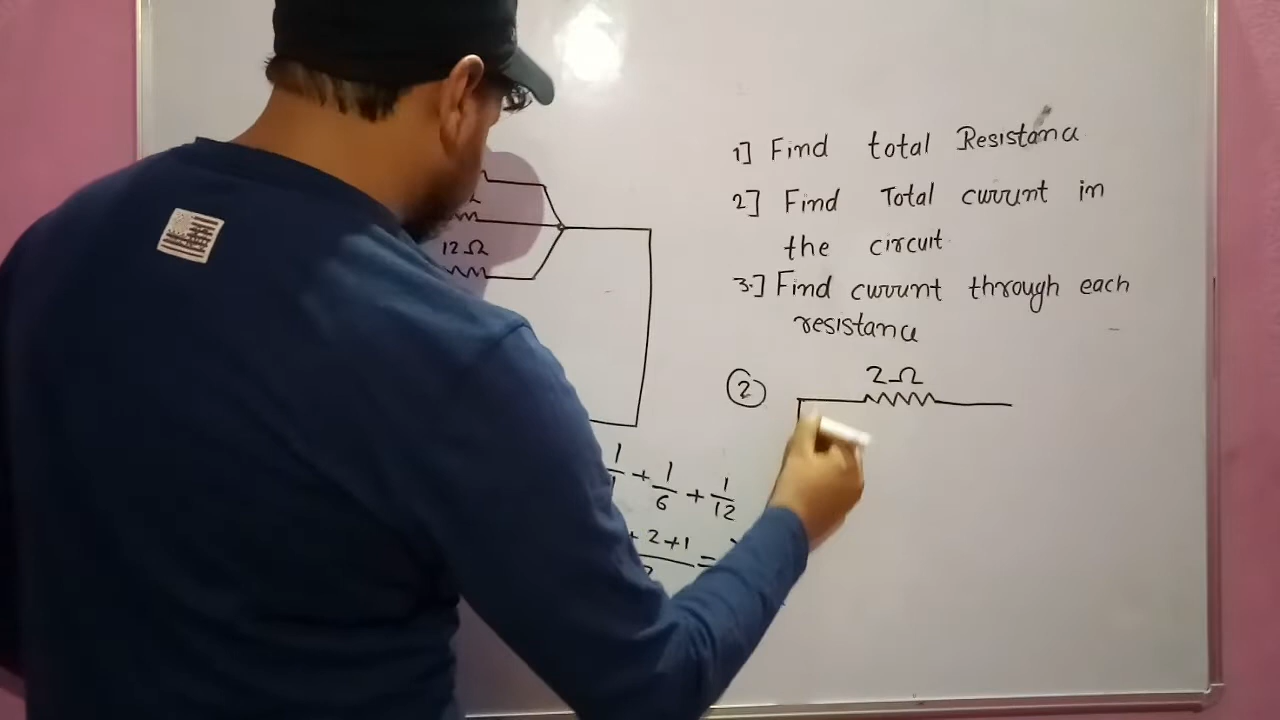 1] Find total Resistance
2] Find Total current in
the circuit
3.] Find current through each
resistance
12Ω
2 2Ω
1 + 1/6 + 1/12
+ 2+1 =